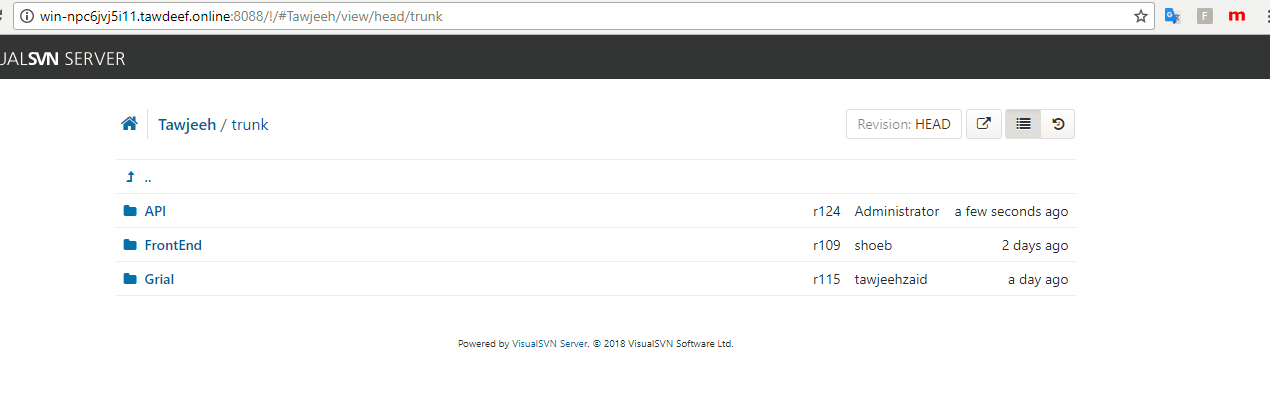 win-npc6jvj5i11.tawdeef.online:8088/!/#Tawjeeh/view/head/trunk
UALSVN SERVER
Tawjeeh / trunk Revision: HEAD
..
API r124 Administrator a few seconds ago
FrontEnd r109 shoeb 2 days ago
Grial r115 tawjeehzaid a day ago
Powered by VisualSVN Server. © 2018 VisualSVN Software Ltd.